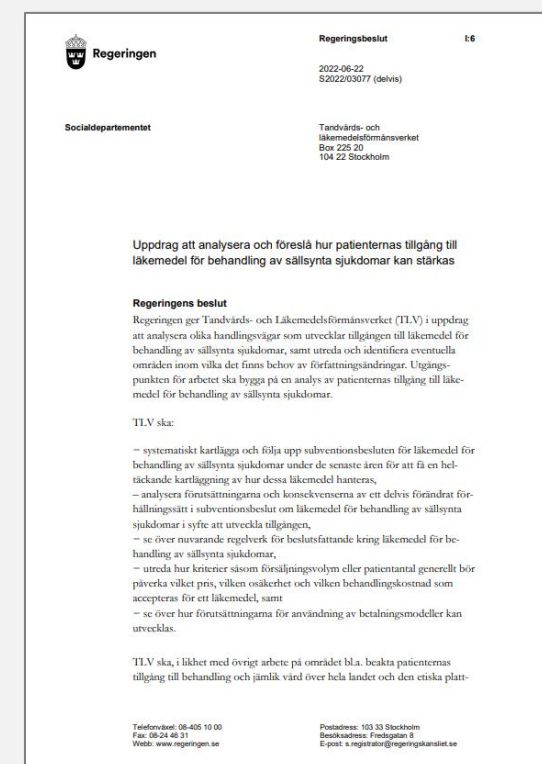 Regeringen
Regeringsbeslut I:6
2022-06-22
S2022/03077 (delvis)
Socialdepartementet
Tandvårds- och
läkemedelsförmånsverket
Box 225 20
104 22 Stockholm
Uppdrag att analysera och föreslå hur patienternas tillgång till
läkemedel för behandling av sällsynta sjukdomar kan stärkas
Regeringens beslut
Regeringen ger Tandvårds- och Läkemedelsförmånsverket (TLV) i uppdrag
att analysera olika handlingsvägar som utvecklar tillgången till läkemedel för
behandling av sällsynta sjukdomar, samt utreda och identifiera eventuella
områden inom vilka det finns behov av författningsändringar. Utgångs-
punkten för arbetet ska bygga på en analys av patienternas tillgång till läke-
medel för behandling av sällsynta sjukdomar.
TLV ska:
− systematiskt kartlägga och följa upp subventionsbesluten för läkemedel för
behandling av sällsynta sjukdomar under de senaste åren för att få en hel-
täckande kartläggning av hur dessa läkemedel hanteras,
– analysera förutsättningarna och konsekvenserna av ett delvis förändrat för-
hållningssätt i subventionsbeslut om läkemedel för behandling av sällsynta
sjukdomar i syfte att utveckla tillgången,
− se över nuvarande regelverk för beslutsfattande kring läkemedel för be-
handling av sällsynta sjukdomar,
− utreda hur kriterier såsom försäljningsvolym eller patientantal generellt bör
påverka vilket pris, vilken osäkerhet och vilken behandlingskostnad som
accepteras för ett läkemedel, samt
− se över hur förutsättningarna för användning av betalningsmodeller kan
utvecklas.
TLV ska, i likhet med övrigt arbete på området bl.a. beakta patienternas
tillgång till behandling och jämlik vård över hela landet och den etiska platt-
Telefonväxel: 08-405 10 00
Fax: 08-24 46 31
Webb: www.regeringen.se
Postadress: 103 33 Stockholm
Besöksadress: Fredsgatan 8
E-post: s.registrator@regeringskansliet.se